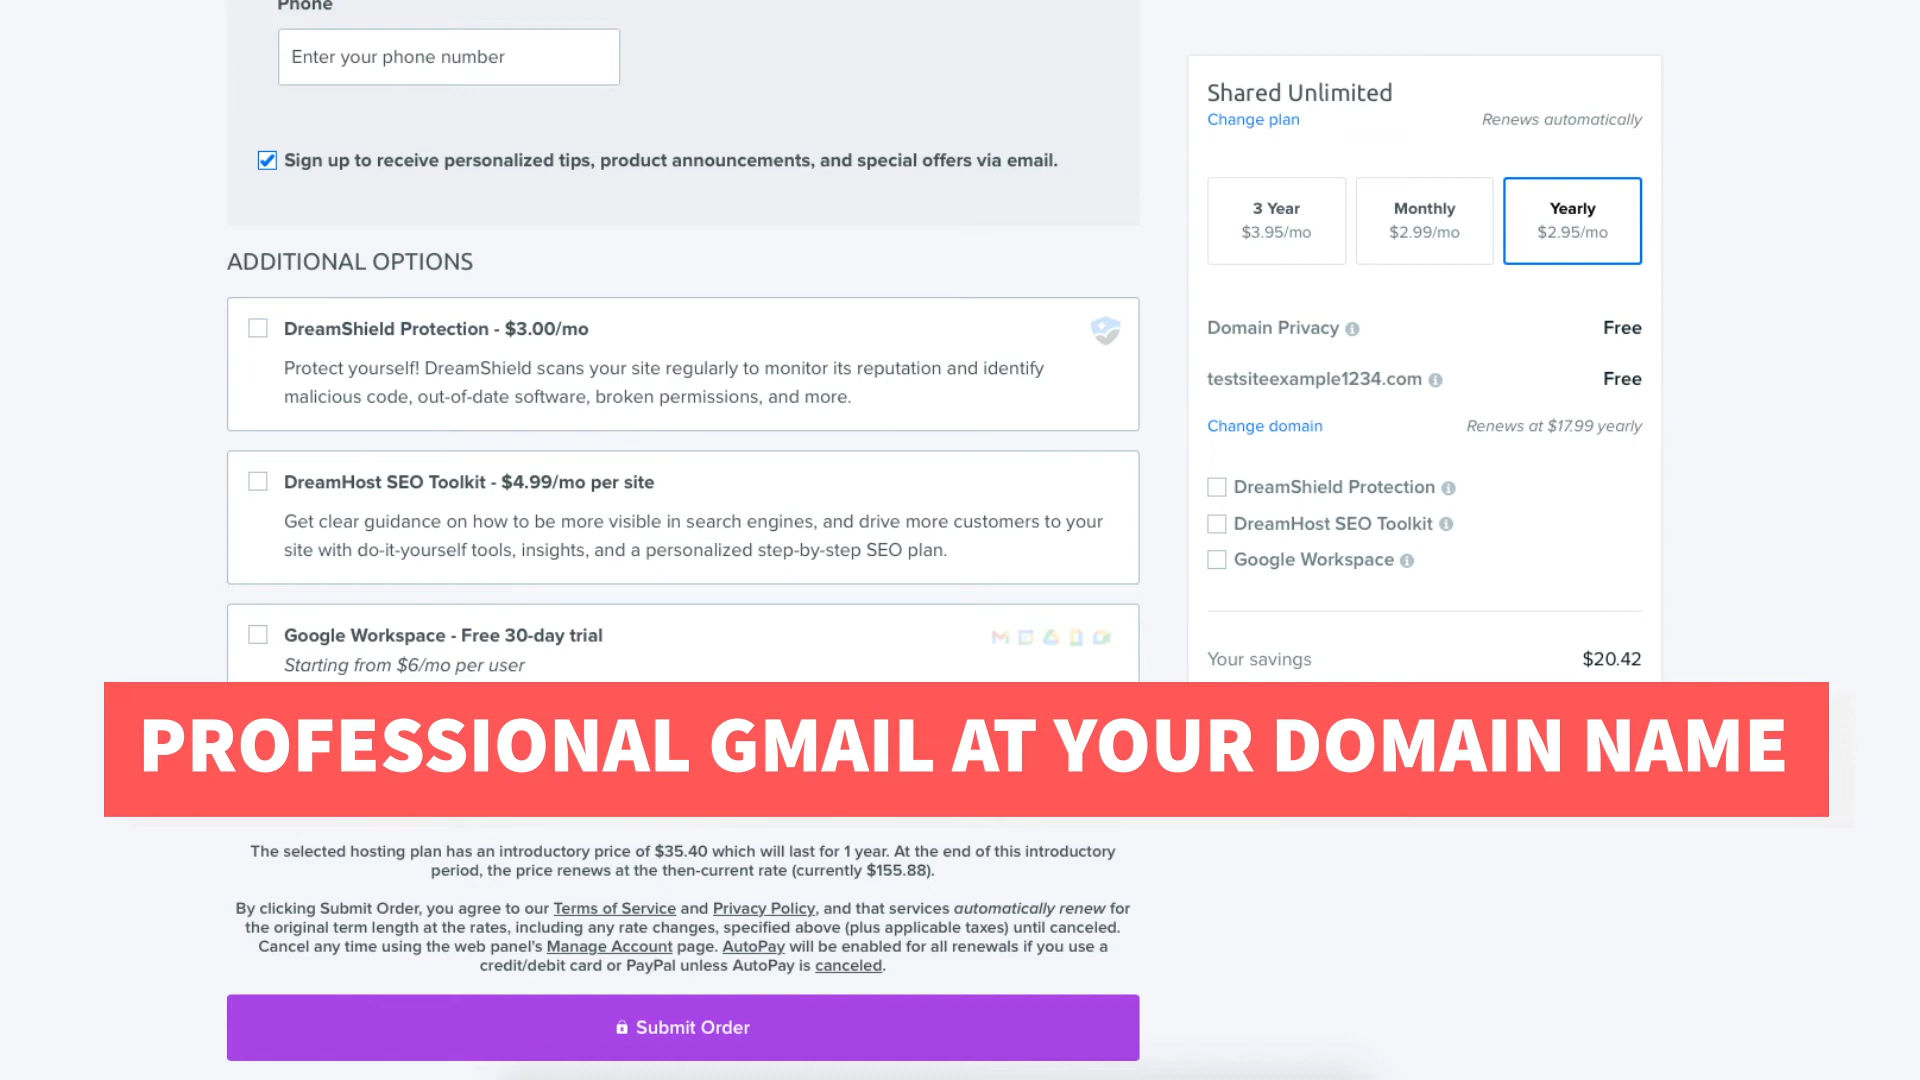 Phone
Enter your phone number
Sign up to receive personalized tips, product announcements, and special offers via email.
ADDITIONAL OPTIONS
DreamShield Protection - $3.00/mo
Protect yourself! DreamShield scans your site regularly to monitor its reputation and identify
malicious code, out-of-date software, broken permissions, and more.
DreamHost SEO Toolkit - $4.99/mo per site
Get clear guidance on how to be more visible in search engines, and drive more customers to your
site with do-it-yourself tools, insights, and a personalized step-by-step SEO plan.
Google Workspace - Free 30-day trial
Starting from $6/mo per user
Shared Unlimited
Change plan
Renews automatically
3 Year
$3.95/mo
Monthly
$2.99/mo
Yearly
$2.95/mo
Domain Privacy
Free
testsiteexample1234.com
Free
Change domain
Renews at $17.99 yearly
DreamShield Protection
DreamHost SEO Toolkit
Google Workspace
Your savings
$20.42
PROFESSIONAL GMAIL AT YOUR DOMAIN NAME
The selected hosting plan has an introductory price of $35.40 which will last for 1 year. At the end of this introductory
period, the price renews at the then-current rate (currently $155.88).
By clicking Submit Order, you agree to our Terms of Service and Privacy Policy, and that services automatically renew for
the original term length at the rates, including any rate changes, specified above (plus applicable taxes) until canceled.
Cancel any time using the web panel's Manage Account page. AutoPay will be enabled for all renewals if you use a
credit/debit card or PayPal unless AutoPay is canceled.
Submit Order